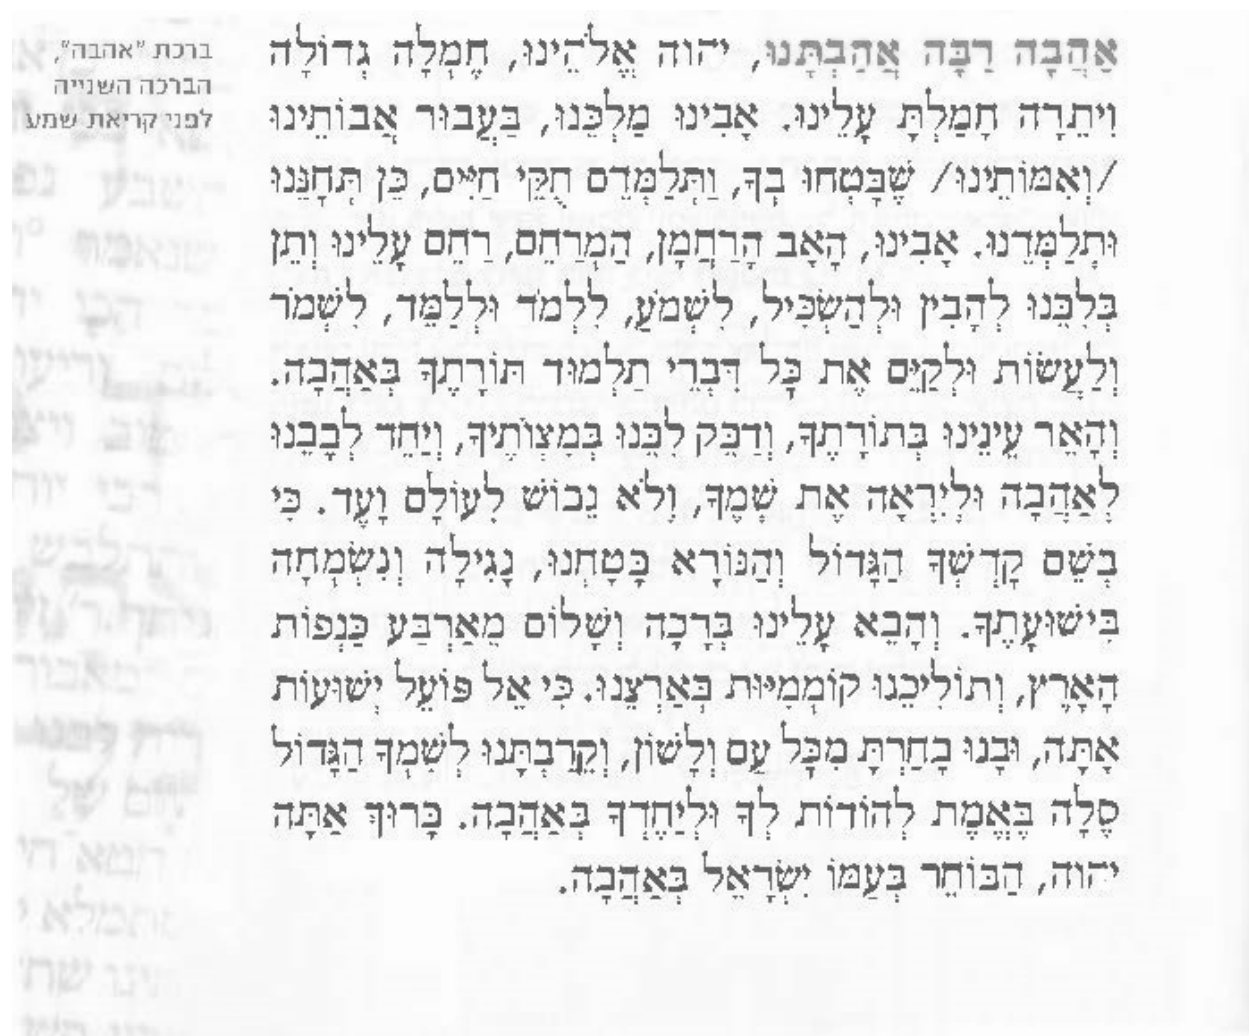 ברכת "אהבה",
הברכה השנייה
לפני קריאת שמע
אַהֲבָה רַבָּה אֲהַבְתָּנוּ, יהוה אֱלֹהֵינוּ, חֶמְלָה גְדוֹלָה
וִיתֵרָה חָמַלְתָּ עָלֵינוּ. אָבִינוּ מַלְכֵּנוּ, בַּעֲבוּר אֲבוֹתֵינוּ
/וְאִמּוֹתֵינוּ/ שֶׁבָּטְחוּ בְךָ, וַתְּלַמְּדֵם חֻקֵּי חַיִּים, כֵּן תְּחָנֵּנוּ
וּתְלַמְּדֵנוּ. אָבִינוּ, הָאָב הָרַחֲמָן, הַמְרַחֵם, רַחֵם עָלֵינוּ וְתֵן
בְּלִבֵּנוּ לְהָבִין וּלְהַשְׂכִּיל, לִשְׁמֹעַ, לִלְמֹד וּלְלַמֵּד, לִשְׁמֹר
וְלַעֲשׂוֹת וּלְקַיֵּם אֶת כָּל דִּבְרֵי תַלְמוּד תּוֹרָתֶךָ בְּאַהֲבָה.
וְהָאֵר עֵינֵינוּ בְּתוֹרָתֶךָ, וְדַבֵּק לִבֵּנוּ בְּמִצְוֹתֶיךָ, וְיַחֵד לְבָבֵנוּ
לְאַהֲבָה וּלְיִרְאָה אֶת שְׁמֶךָ, וְלֹא נֵבוֹשׁ לְעוֹלָם וָעֶד. כִּי
בְשֵׁם קָדְשְׁךָ הַגָּדוֹל וְהַנּוֹרָא בָּטָחְנוּ, נָגִילָה וְנִשְׂמְחָה
בִּישׁוּעָתֶךָ. וְהָבֵא עָלֵינוּ בְּרָכָה וְשָׁלוֹם מֵאַרְבַּע כַּנְפוֹת
הָאָרֶץ, וְתוֹלִיכֵנוּ קוֹמְמִיּוּת בְּאַרְצֵנוּ. כִּי אֵל פּוֹעֵל יְשׁוּעוֹת
אָתָּה, וּבָנוּ בָחַרְתָּ מִכָּל עַם וְלָשׁוֹן, וְקֵרַבְתָּנוּ לְשִׁמְךָ הַגָּדוֹל
סֶלָה בֶּאֱמֶת לְהוֹדוֹת לְךָ וּלְיַחֶדְךָ בְּאַהֲבָה. בָּרוּךְ אַתָּה
יהוה, הַבּוֹחֵר בְּעַמּוֹ יִשְׂרָאֵל בְּאַהֲבָה.